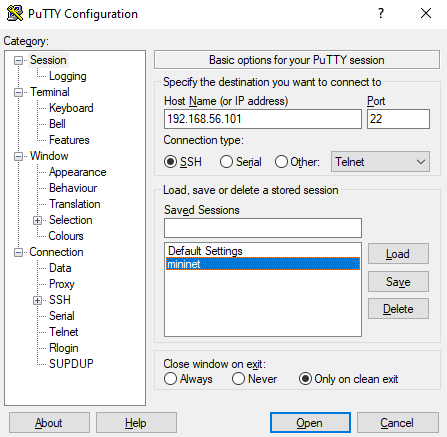 PuTTY Configuration
Category:
Session
Logging
Terminal
Keyboard
Bell
Features
Window
Appearance
Behaviour
Translation
Selection
Colours
Connection
Data
Proxy
SSH
Serial
Telnet
Rlogin
SUPDUP
Basic options for your PuTTY session
Specify the destination you want to connect to
Host Name (or IP address) Port
192.168.56.101 22
Connection type:
SSH Serial Other: Telnet
Load, save or delete a stored session
Saved Sessions
Default Settings
mininet
Load
Save
Delete
Close window on exit:
Always Never Only on clean exit
About Help Open Cancel